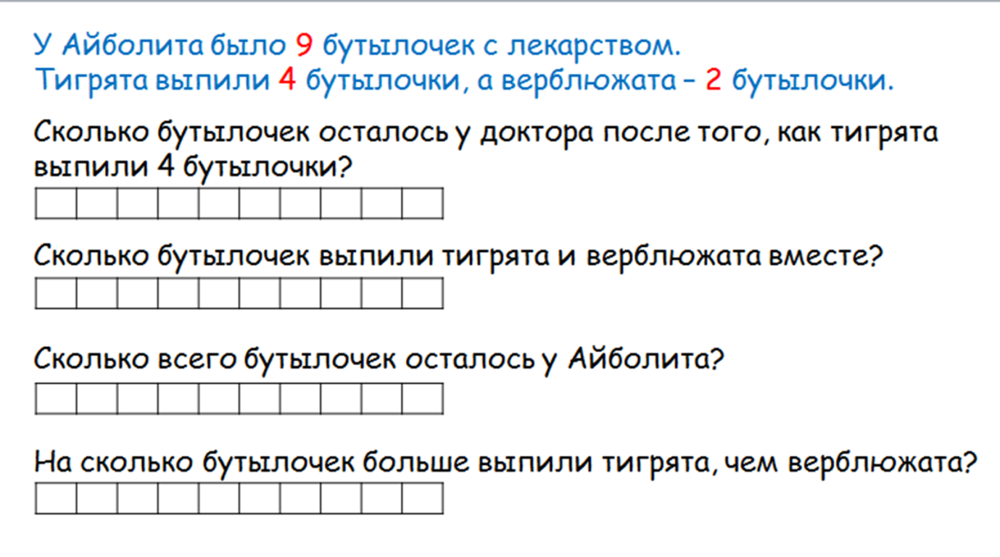 У Айболита было 9 бутылочек с лекарством.
Тигрята выпили 4 бутылочки, а верблюжата – 2 бутылочки.
Сколько бутылочек осталось у доктора после того, как тигрята
выпили 4 бутылочки?
Сколько бутылочек выпили тигрята и верблюжата вместе?
Сколько всего бутылочек осталось у Айболита?
На сколько бутылочек больше выпили тигрята, чем верблюжата?